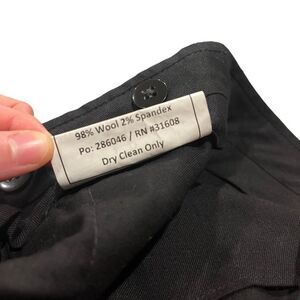 98% Wool 2% Spandex
Po: 286046 / RN #31608
Dry Clean Only